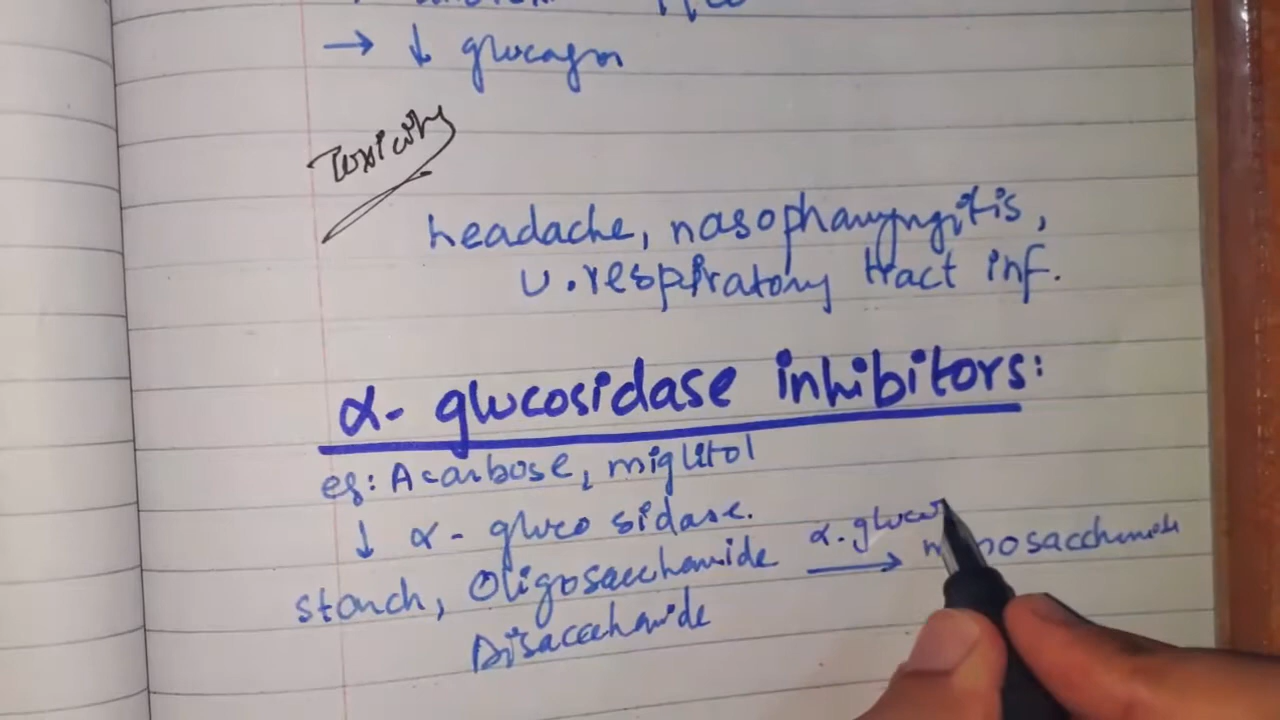 → ↓ glucagon
Toxicity
headache, nasopharyngitis,
U. respiratory tract inf.
α- glucosidase inhibitors:
eg: Acarbose, miglitol
↓ α- glucosidase.
α. gluco
starch, Oligosaccharide → monosaccharide
Disaccharide